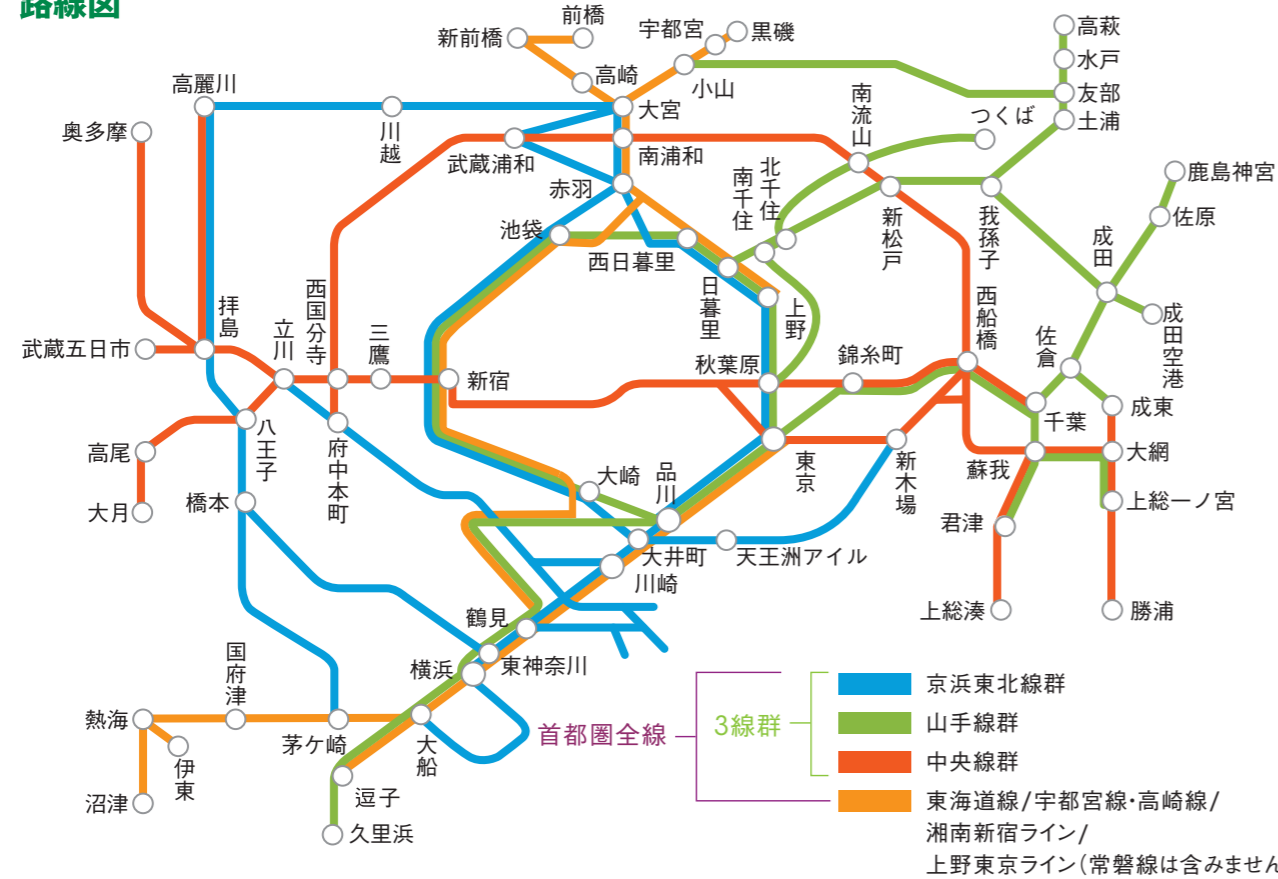 路線図
前橋
新前橋
宇都宮
黒磯
高萩
水戸
高崎
小山
友部
高麗川
大宮
土浦
奥多摩
川越
武蔵浦和
南浦和
南流山
つくば
赤羽
北千住
南千住
鹿島神宮
佐原
池袋
西日暮里
日暮里
新松戸
我孫子
成田
上野
西船橋
成田空港
拝島
立川
西国分寺
三鷹
武蔵五日市
新宿
秋葉原
錦糸町
佐倉
千葉
成東
八王子
府中本町
高尾
大月
橋本
大崎
品川
東京
新木場
蘇我
大網
上総一ノ宮
君津
大井町
天王洲アイル
川崎
上総湊
勝浦
鶴見
東神奈川
横浜
国府津
熱海
伊東
茅ケ崎
大船
沼津
逗子
久里浜
首都圏全線
3線群
京浜東北線群
山手線群
中央線群
東海道線/宇都宮線・高崎線/
湘南新宿ライン/
上野東京ライン(常磐線は含みません